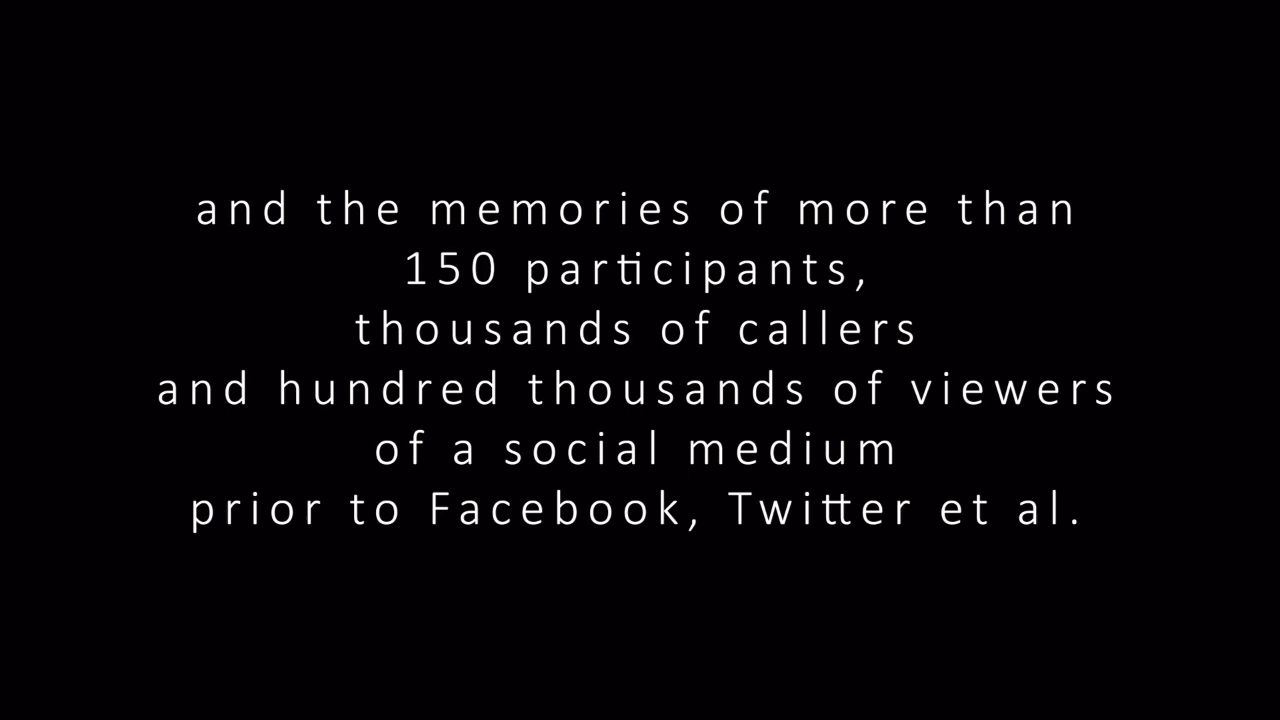 and the memories of more than
150 participants,
thousands of callers
and hundred thousands of viewers
of a social medium
prior to Facebook, Twitter et al.